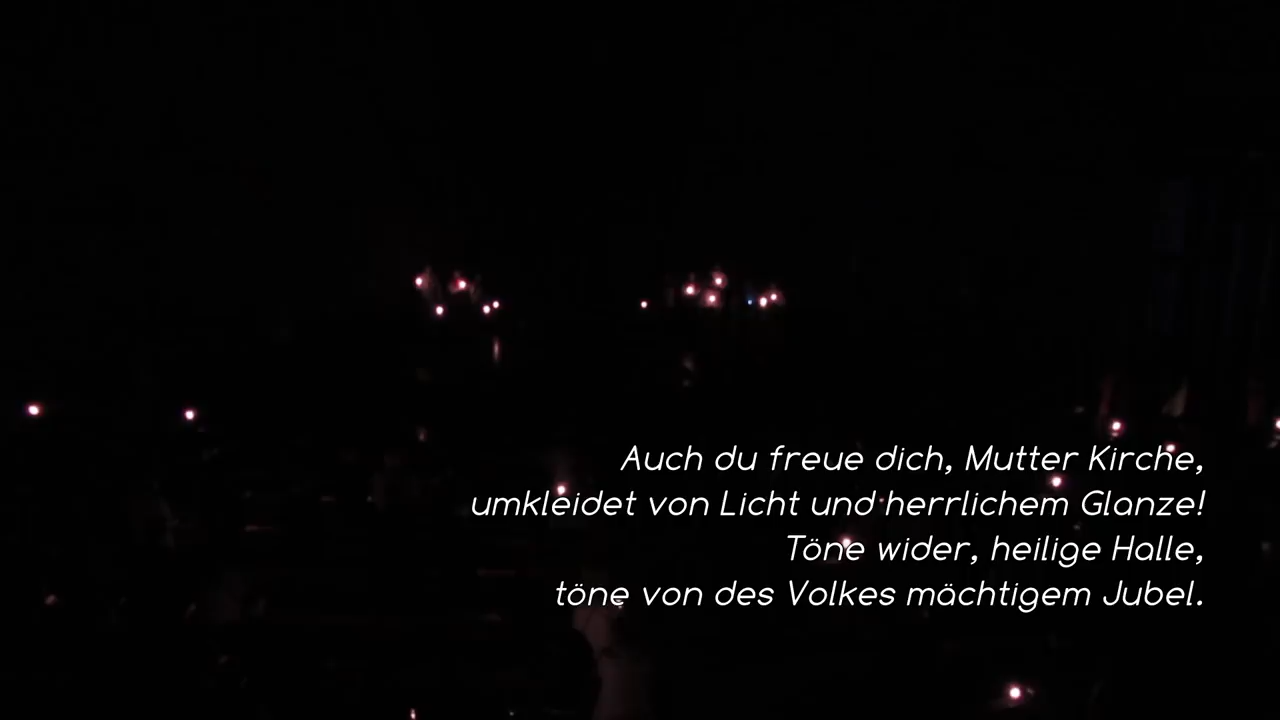 Auch du freue dich, Mutter Kirche,
umkleidet von Licht und herrlichem Glanze!
Töne wider, heilige Halle,
töne von des Volkes mächtigem Jubel.